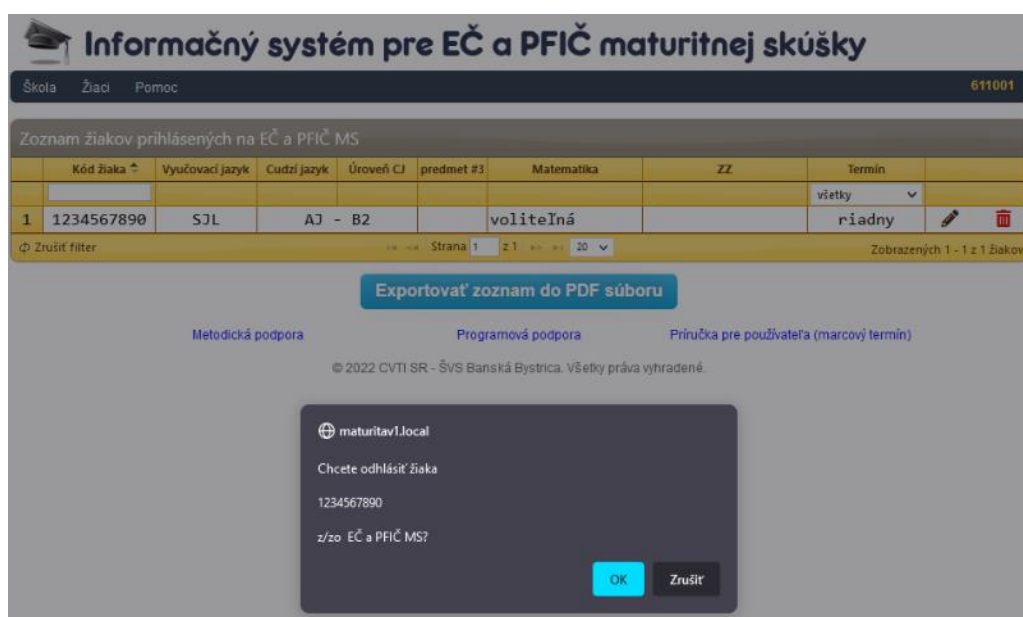 Informačný systém pre EČ a PFIČ maturitnej skúšky
Škola Žiaci Pomoc 611001
Zoznam žiakov prihlásených na EČ a PFIČ MS
Kód žiaka Vyučovací jazyk Cudzí jazyk Úroveň CJ predmet #3 Matematika ZZ Termín
všetky
1 1234567890 SJL AJ - B2 voliteľná riadny
Zrušiť filter Strana 1 z 1 20 Zobrazených 1 - 1 z 1 žiakov
Exportovať zoznam do PDF súboru
Metodická podpora Programová podpora Príručka pre používateľa (marcový termín)
© 2022 CVTI SR - ŠVS Banská Bystrica. Všetky práva vyhradené.
maturitav1.local
Chcete odhlásiť žiaka
1234567890
z/zo EČ a PFIČ MS?
OK Zrušiť